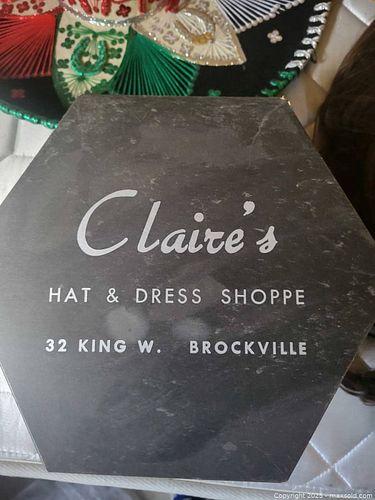 Claire's
HAT & DRESS SHOPPE
32 KING W. BROCKVILLE
Copyright 2025 - maxsold.com